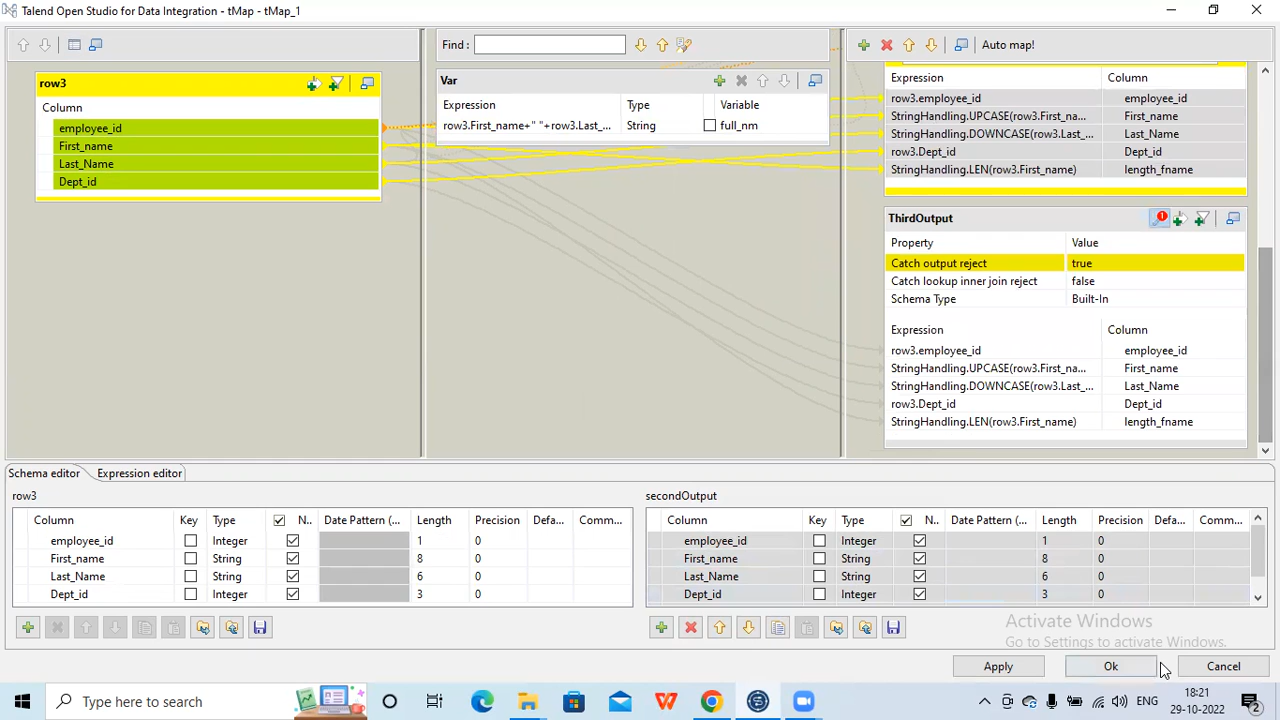 Talend Open Studio for Data Integration - tMap - tMap_1
Find :
Auto map!
row3
Column
employee_id
First_name
Last_Name
Dept_id
Var
Expression Type Variable
row3.First_name+" "+row3.Last_... String full_nm
Expression Column
row3.employee_id employee_id
StringHandling.UPCASE(row3.First_na... First_name
StringHandling.DOWNCASE(row3.Last_... Last_Name
row3.Dept_id Dept_id
StringHandling.LEN(row3.First_name) length_fname
ThirdOutput
Property Value
Catch output reject true
Catch lookup inner join reject false
Schema Type Built-In
Expression Column
row3.employee_id employee_id
StringHandling.UPCASE(row3.First_na... First_name
StringHandling.DOWNCASE(row3.Last_... Last_Name
row3.Dept_id Dept_id
StringHandling.LEN(row3.First_name) length_fname
Schema editor Expression editor
row3
Column Key Type N.. Date Pattern (... Length Precision Defa... Comm...
employee_id Integer 1 0
First_name String 8 0
Last_Name String 6 0
Dept_id Integer 3 0
secondOutput
Column Key Type N.. Date Pattern (... Length Precision Defa... Comm...
employee_id Integer 1 0
First_name String 8 0
Last_Name String 6 0
Dept_id Integer 3 0
Activate Windows
Go to Settings to activate Windows.
Apply Ok Cancel
Type here to search
ENG
18:21
29-10-2022
2